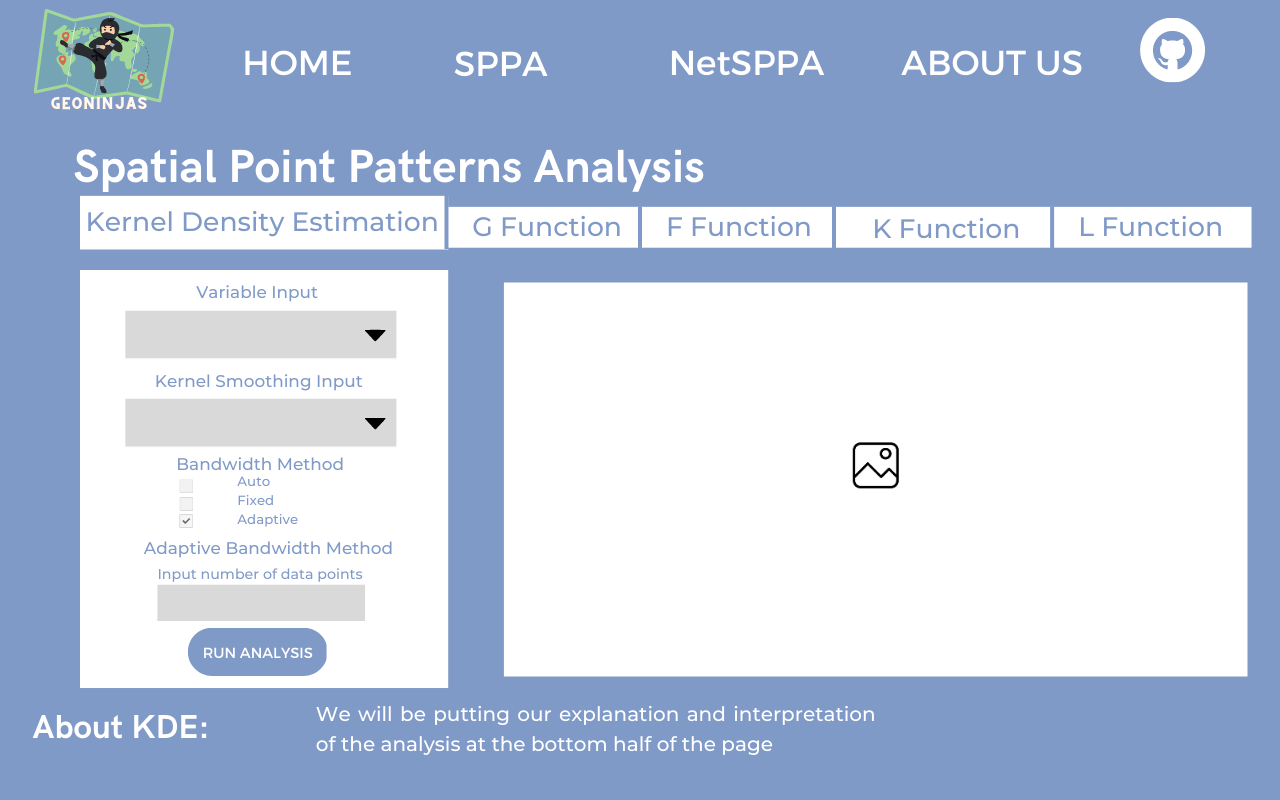 GEONINJAS
HOME
SPPA
NetSPPA
ABOUT US
Spatial Point Patterns Analysis
Kernel Density Estimation
G Function
F Function
K Function
L Function
Variable Input
Kernel Smoothing Input
Bandwidth Method
Auto
Fixed
Adaptive
Adaptive Bandwidth Method
Input number of data points
RUN ANALYSIS
About KDE:
We will be putting our explanation and interpretation
of the analysis at the bottom half of the page